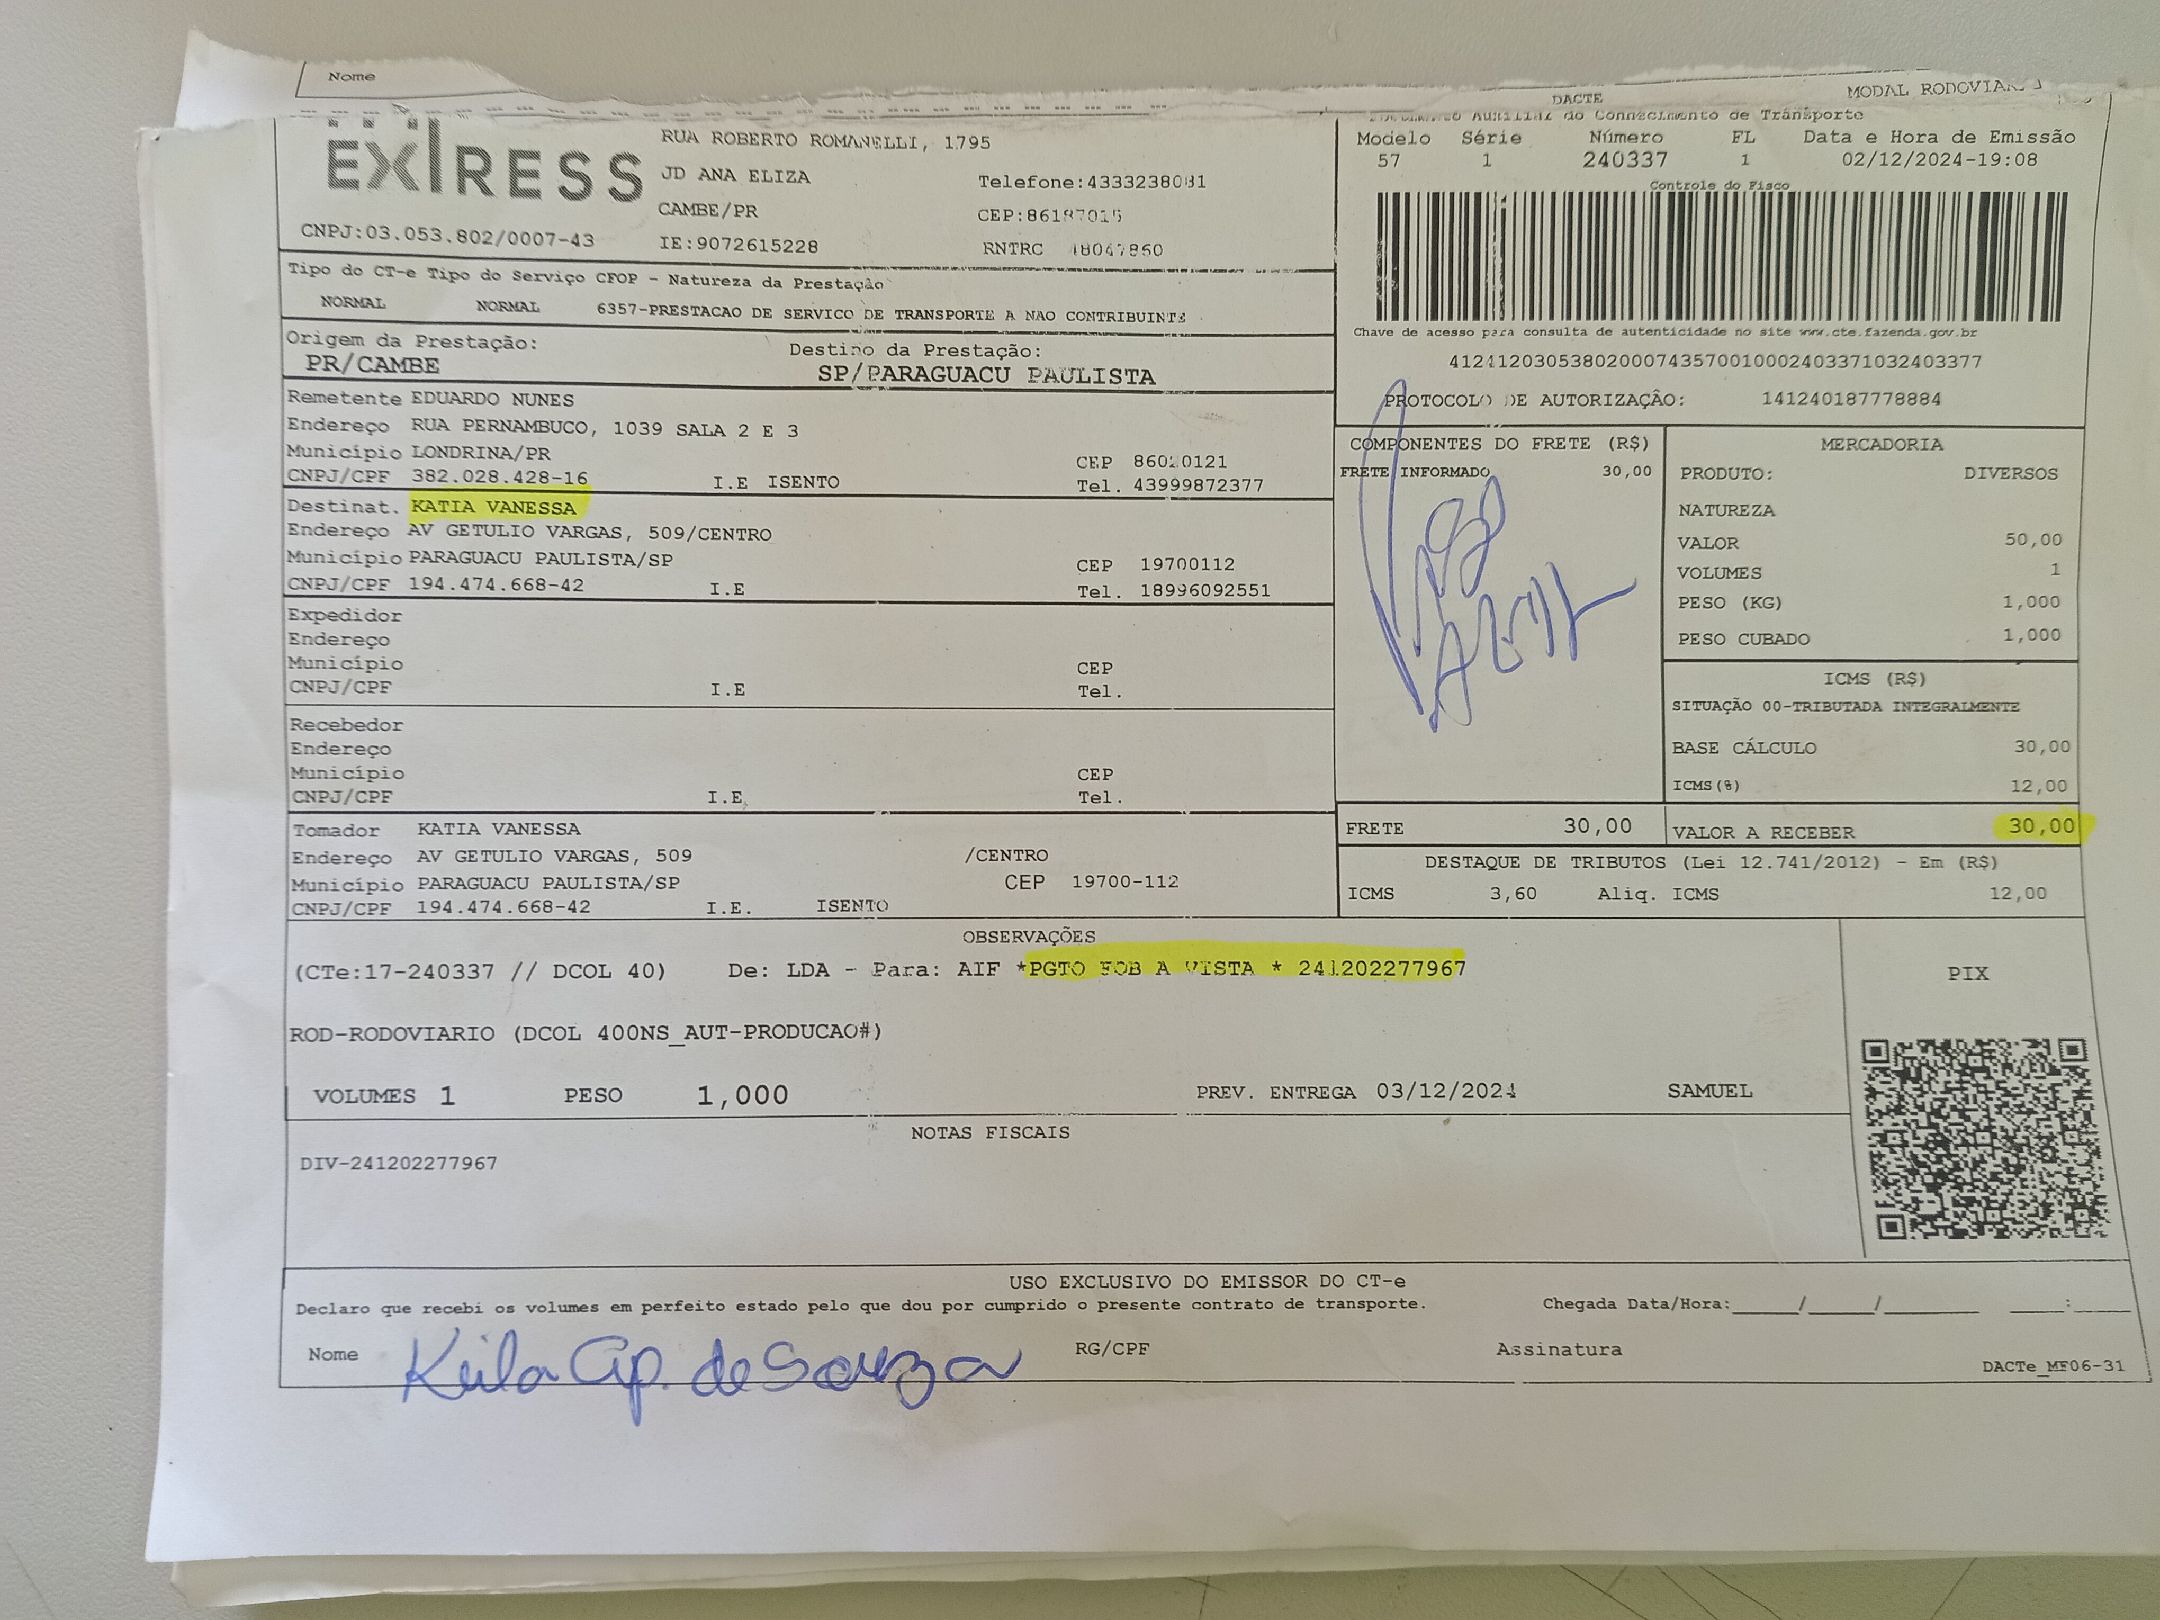 Nome
DACTE
MODAL RODOVIA
Auxiliar do Connecimento de Transporte
EXPRESS
RUA ROBERTO ROMANELLI, 1795
JD ANA ELIZA
Telefone:4333238081
CAMBE/PR
CEP:86187015
CNPJ:03.053.802/0007-43
IE:9072615228
RNTRC 48047860
Modelo Série Número FL Data e Hora de Emissão
57 1 240337 1 02/12/2024-19:08
Controle do Fisco
Chave de acesso para consulta de autenticidade no site www.cte.fazenda.gov.br
41241203053802000743570010002403371032403377
PROTOCOLO DE AUTORIZAÇÃO: 141240187778884
Tipo do CT-e Tipo do Serviço CFOP - Natureza da Prestação
NORMAL NORMAL 6357-PRESTACAO DE SERVICO DE TRANSPORTE A NAO CONTRIBUINTE
Origem da Prestação: Destino da Prestação:
PR/CAMBE SP/PARAGUACU PAULISTA
Remetente EDUARDO NUNES
Endereço RUA PERNAMBUCO, 1039 SALA 2 E 3
Município LONDRINA/PR CEP 86020121
CNPJ/CPF 382.028.428-16 I.E ISENTO Tel. 43999872377
Destinat. KATIA VANESSA
Endereço AV GETULIO VARGAS, 509/CENTRO
Município PARAGUACU PAULISTA/SP CEP 19700112
CNPJ/CPF 194.474.668-42 I.E Tel. 18996092551
Expedidor
Endereço
Município CEP
CNPJ/CPF I.E Tel.
Recebedor
Endereço
Município CEP
CNPJ/CPF I.E Tel.
Tomador KATIA VANESSA
Endereço AV GETULIO VARGAS, 509 /CENTRO
Município PARAGUACU PAULISTA/SP CEP 19700-112
CNPJ/CPF 194.474.668-42 I.E. ISENTO
COMPONENTES DO FRETE (R$)
FRETE INFORMADO 30,00
MERCADORIA
PRODUTO: DIVERSOS
NATUREZA
VALOR 50,00
VOLUMES 1
PESO (KG) 1,000
PESO CUBADO 1,000
ICMS (R$)
SITUAÇÃO 00-TRIBUTADA INTEGRALMENTE
BASE CÁLCULO 30,00
ICMS(%) 12,00
FRETE 30,00 VALOR A RECEBER 30,00
DESTAQUE DE TRIBUTOS (Lei 12.741/2012) - Em (R$)
ICMS 3,60 Aliq. ICMS 12,00
OBSERVAÇÕES
(CTe:17-240337 // DCOL 40) De: LDA - Para: AIF *PGTO FOB A VISTA * 241202277967
PIX
ROD-RODOVIARIO (DCOL 400NS_AUT-PRODUCAO#)
VOLUMES 1 PESO 1,000 PREV. ENTREGA 03/12/2024 SAMUEL
NOTAS FISCAIS
DIV-241202277967
USO EXCLUSIVO DO EMISSOR DO CT-e
Declaro que recebi os volumes em perfeito estado pelo que dou por cumprido o presente contrato de transporte. Chegada Data/Hora:____/____/______ ____:____
Nome Keila Ap. de Souza RG/CPF Assinatura
DACTe_MF06-31